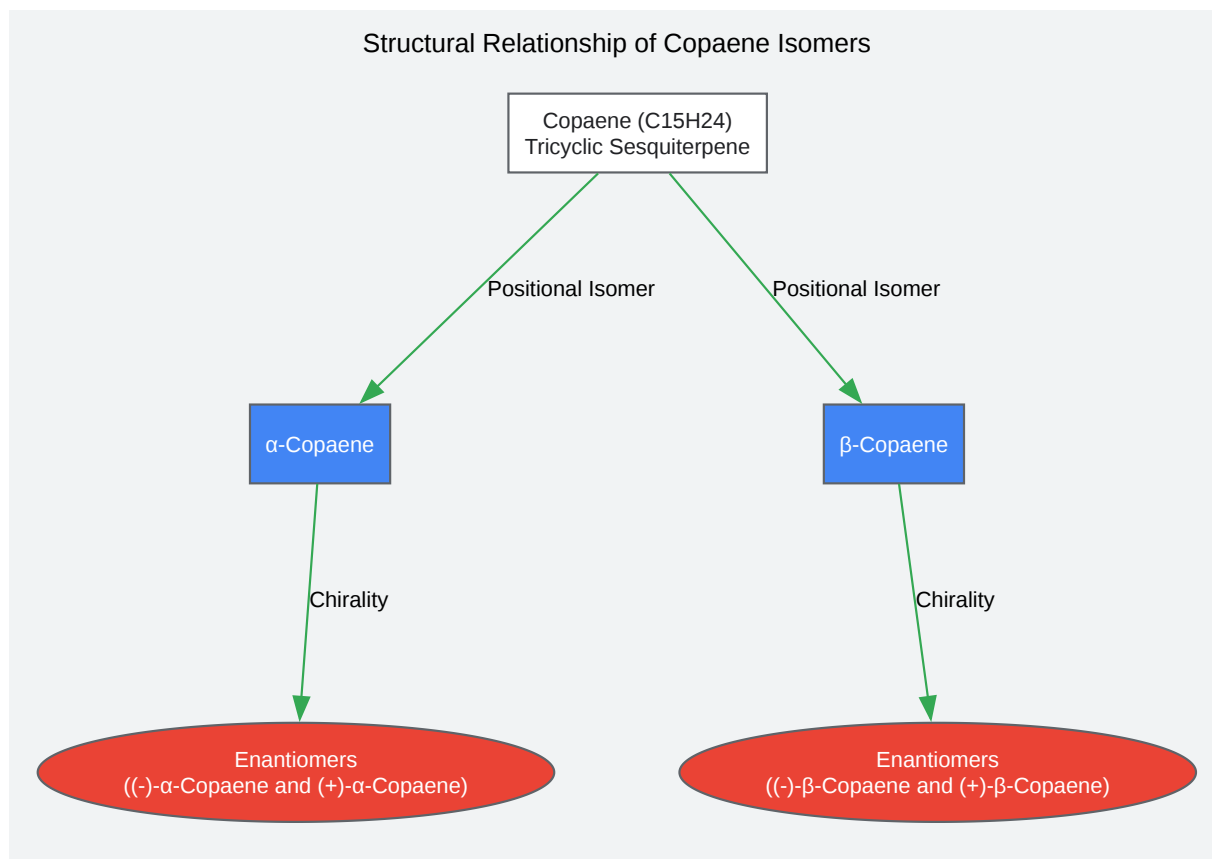 Structural Relationship of Copaene Isomers
Copaene (C15H24)
Tricyclic Sesquiterpene
Positional Isomer
Positional Isomer
α-Copaene
β-Copaene
Chirality
Chirality
Enantiomers
((-)-α-Copaene and (+)-α-Copaene)
Enantiomers
((-)-β-Copaene and (+)-β-Copaene)